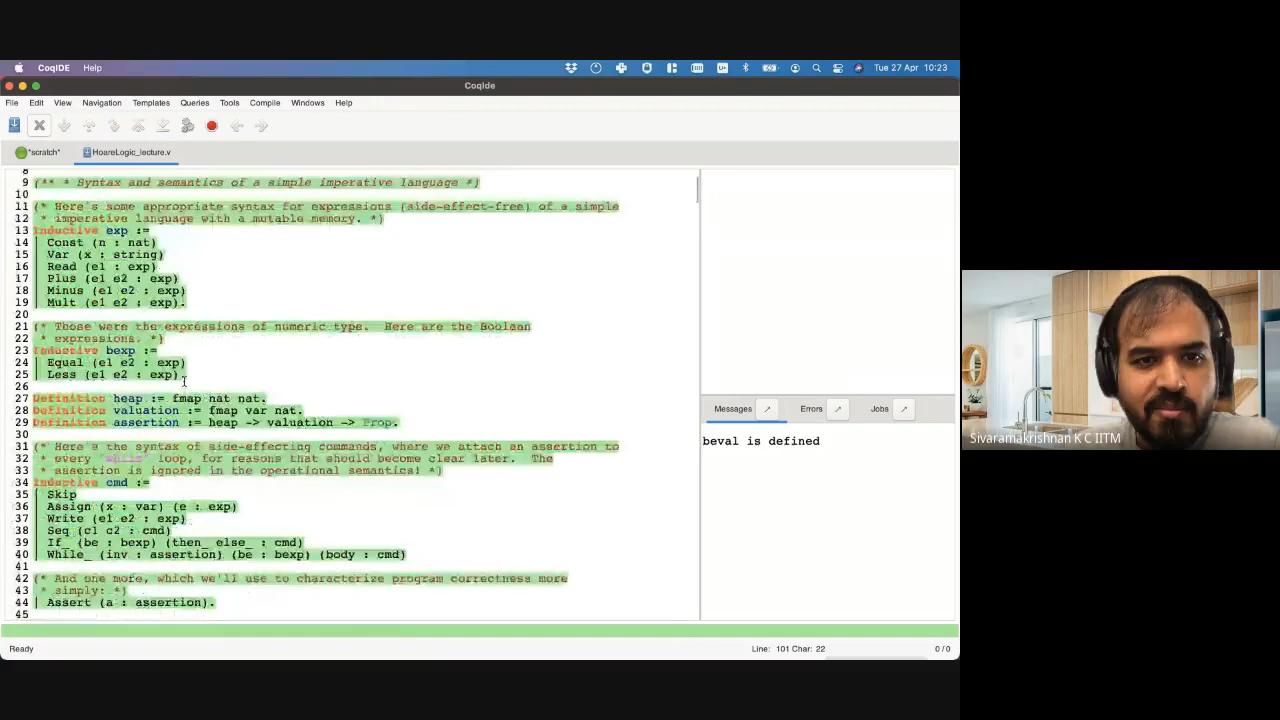 CoqIDE Help
Tue 27 Apr 10:23
CoqIde
File Edit View Navigation Templates Queries Tools Compile Windows Help
*scratch* HoareLogic_lecture.v
8
9 (** * Syntax and semantics of a simple imperative language *)
10
11 (* Here's some appropriate syntax for expressions (side-effect-free) of a simple
12 * imperative language with a mutable memory. *)
13 Inductive exp :=
14 | Const (n : nat)
15 | Var (x : string)
16 | Read (e1 : exp)
17 | Plus (e1 e2 : exp)
18 | Minus (e1 e2 : exp)
19 | Mult (e1 e2 : exp).
20
21 (* Those were the expressions of numeric type. Here are the Boolean
22 * expressions. *)
23 Inductive bexp :=
24 | Equal (e1 e2 : exp)
25 | Less (e1 e2 : exp).
26
27 Definition heap := fmap nat nat.
28 Definition valuation := fmap var nat.
29 Definition assertion := heap -> valuation -> Prop.
30
31 (* Here's the syntax of side-effecting commands, where we attach an assertion to
32 * every "while" loop, for reasons that should become clear later. The
33 * assertion is ignored in the operational semantics! *)
34 Inductive cmd :=
35 | Skip
36 | Assign (x : var) (e : exp)
37 | Write (e1 e2 : exp)
38 | Seq (c1 c2 : cmd)
39 | If_ (be : bexp) (then_ else_ : cmd)
40 | While_ (inv : assertion) (be : bexp) (body : cmd)
41
42 (* And one more, which we'll use to characterize program correctness more
43 * simply: *)
44 | Assert (a : assertion).
45
Messages Errors Jobs
beval is defined
Ready
Line: 101 Char: 22
0 / 0
Sivaramakrishnan K C IITM